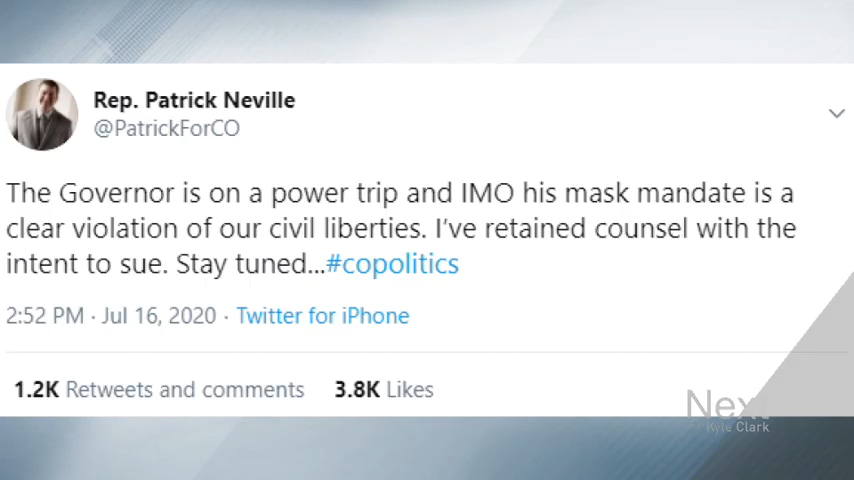 Rep. Patrick Neville
@PatrickForCO
The Governor is on a power trip and IMO his mask mandate is a
clear violation of our civil liberties. I've retained counsel with the
intent to sue. Stay tuned...#copolitics
2:52 PM · Jul 16, 2020 · Twitter for iPhone
1.2K Retweets and comments 3.8K Likes
Next
Kyle Clark